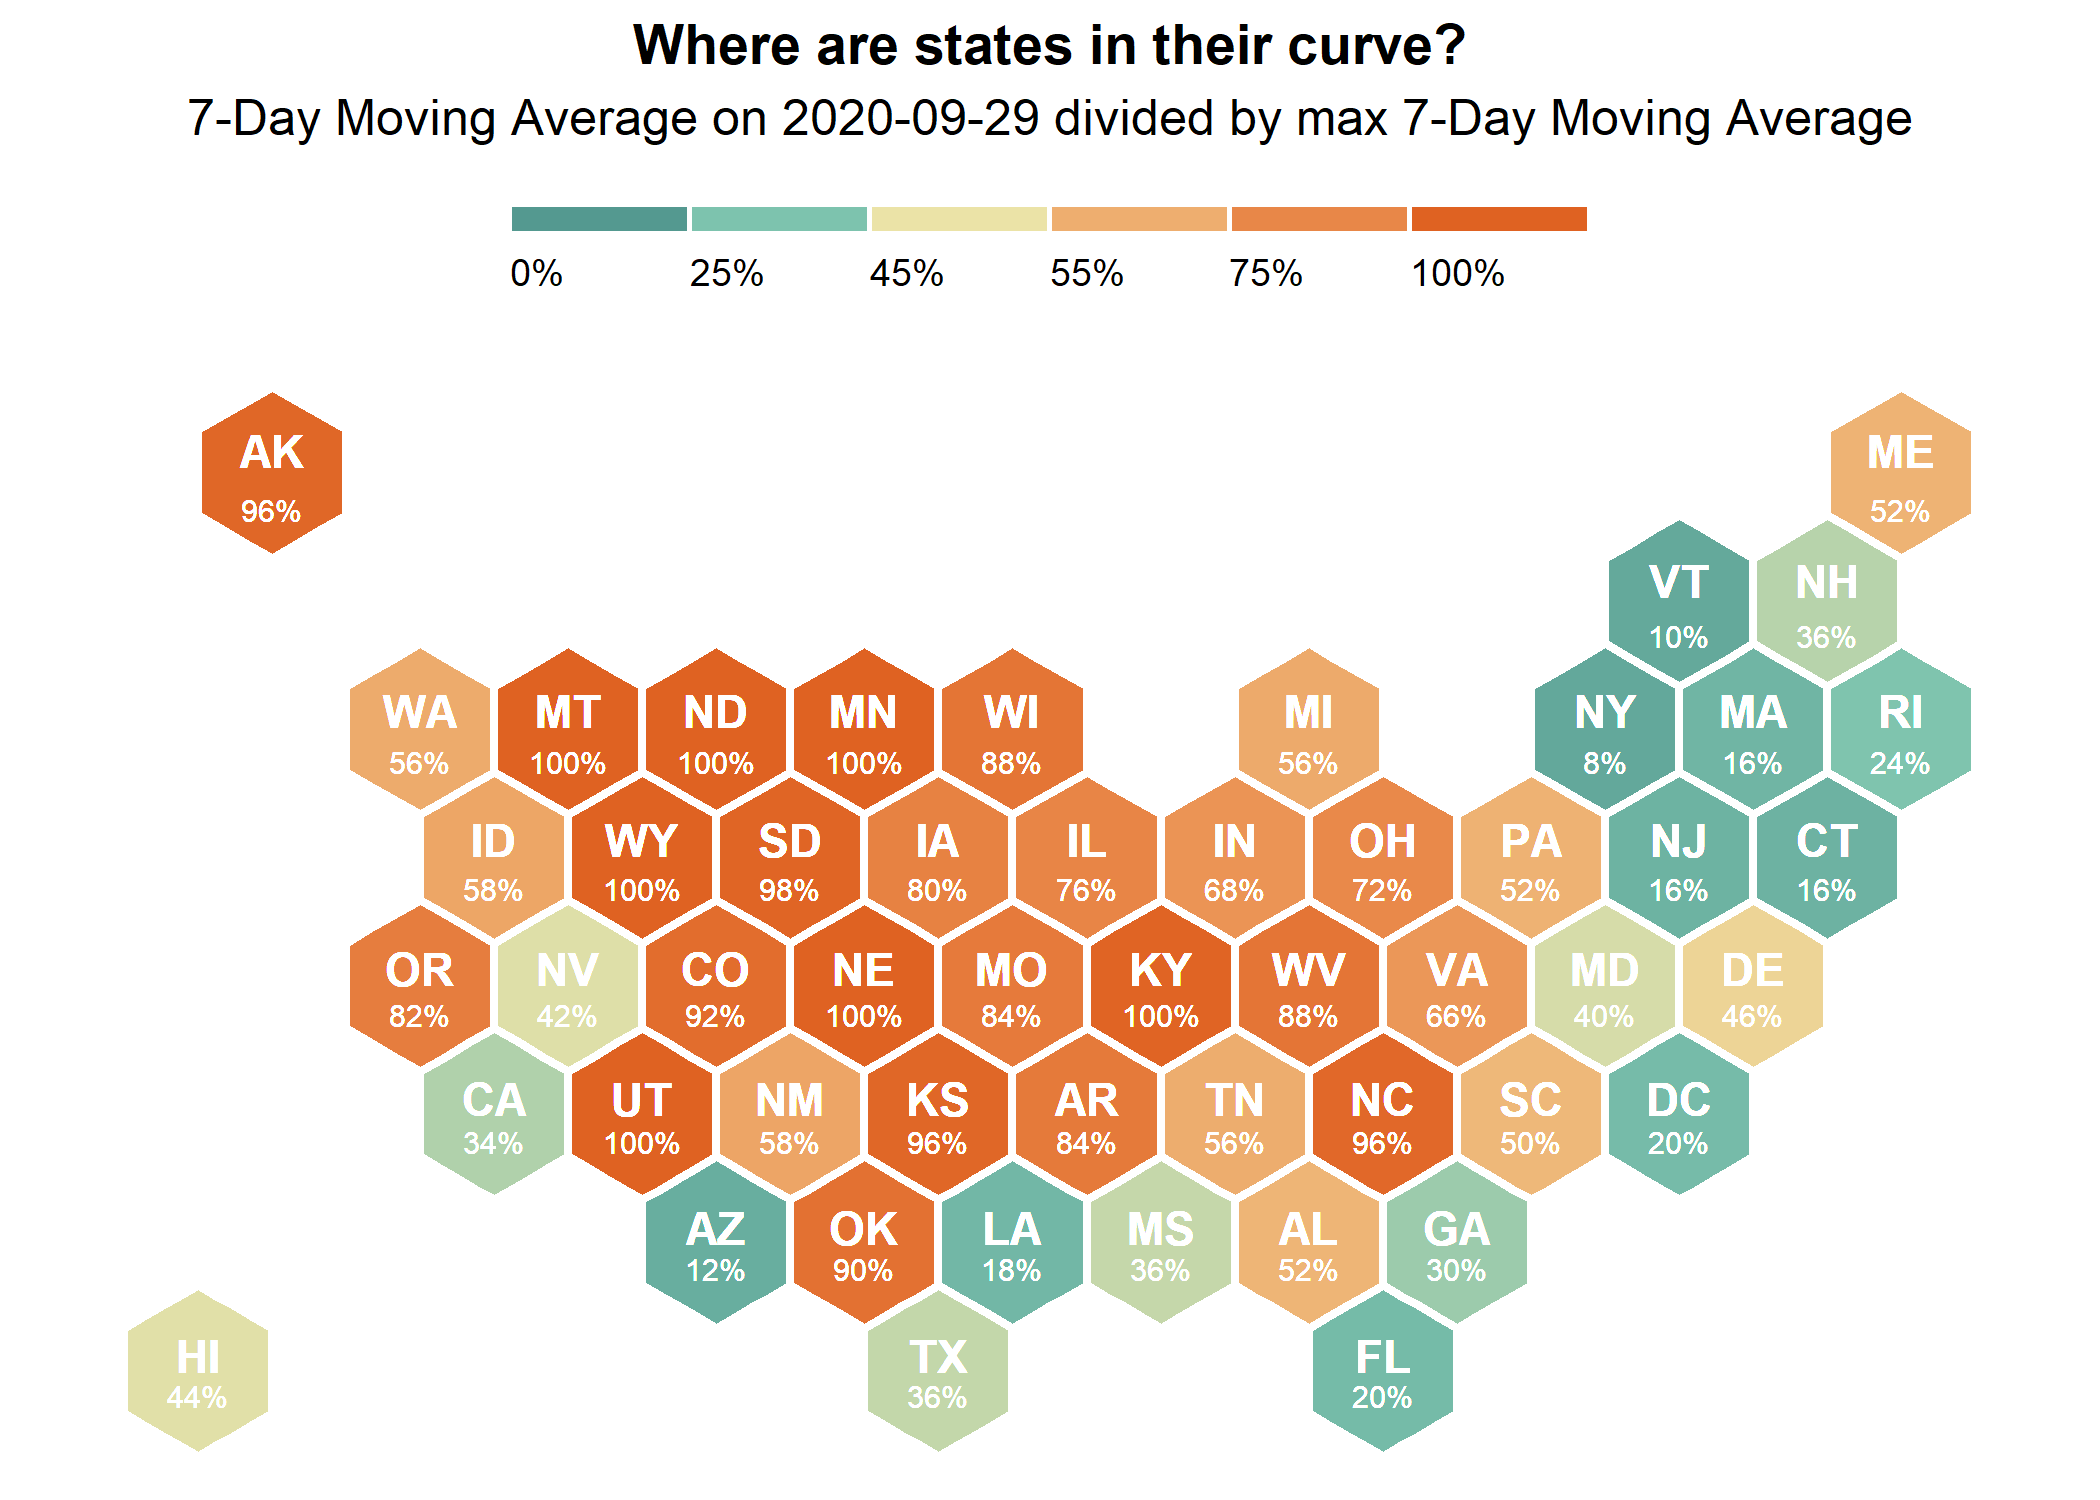 Where are states in their curve?
7-Day Moving Average on 2020-09-29 divided by max 7-Day Moving Average
0% 25% 45% 55% 75% 100%
AK ME
96% 52%
VT NH
10% 36%
WA MT ND MN WI MI NY MA RI
56% 100% 100% 100% 88% 56% 8% 16% 24%
ID WY SD IA IL IN OH PA NJ CT
58% 100% 98% 80% 76% 68% 72% 52% 16% 16%
OR NV CO NE MO KY WV VA MD DE
82% 42% 92% 100% 84% 100% 88% 66% 40% 46%
CA UT NM KS AR TN NC SC DC
34% 100% 58% 96% 84% 56% 96% 50% 20%
AZ OK LA MS AL GA
12% 90% 18% 36% 52% 30%
HI TX FL
44% 36% 20%